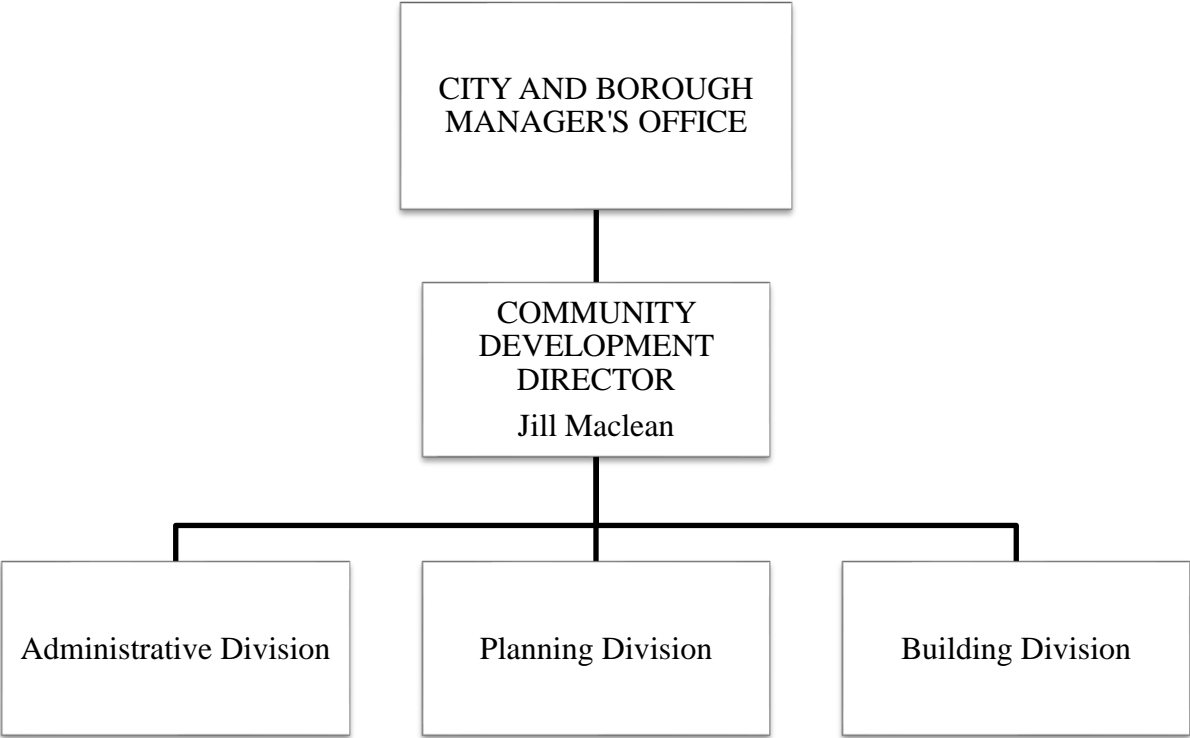 CITY AND BOROUGH
MANAGER'S OFFICE
COMMUNITY
DEVELOPMENT
DIRECTOR
Jill Maclean
Administrative Division
Planning Division
Building Division